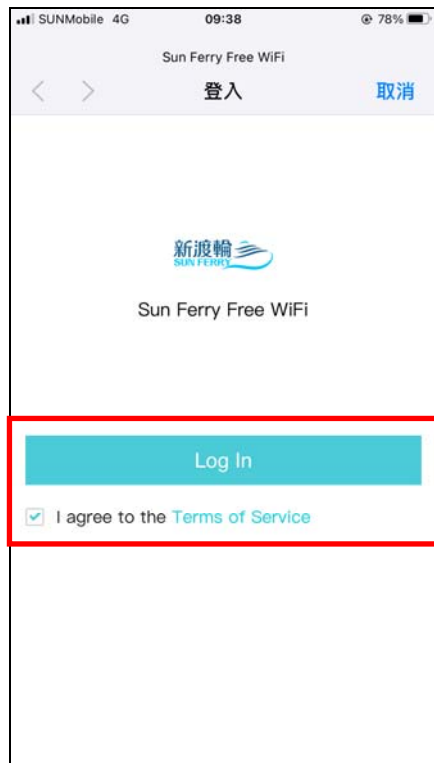 SUNMobile 4G 09:38 78%
Sun Ferry Free WiFi
登入 取消
新渡輪
SUN FERRY
Sun Ferry Free WiFi
Log In
I agree to the Terms of Service